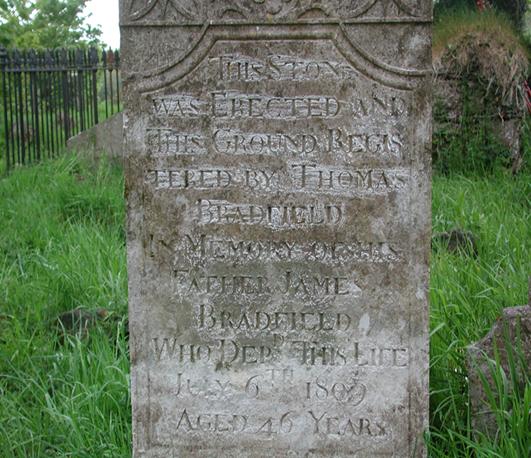 THIS STONE
WAS ERECTED AND
THIS GROUND REGIS
TERED BY THOMAS
BRADFIELD
IN MEMORY OF HIS
FATHER JAMES
BRADFIELD
WHO DEPD THIS LIFE
JULY 6TH 1809
AGED 46 YEARS